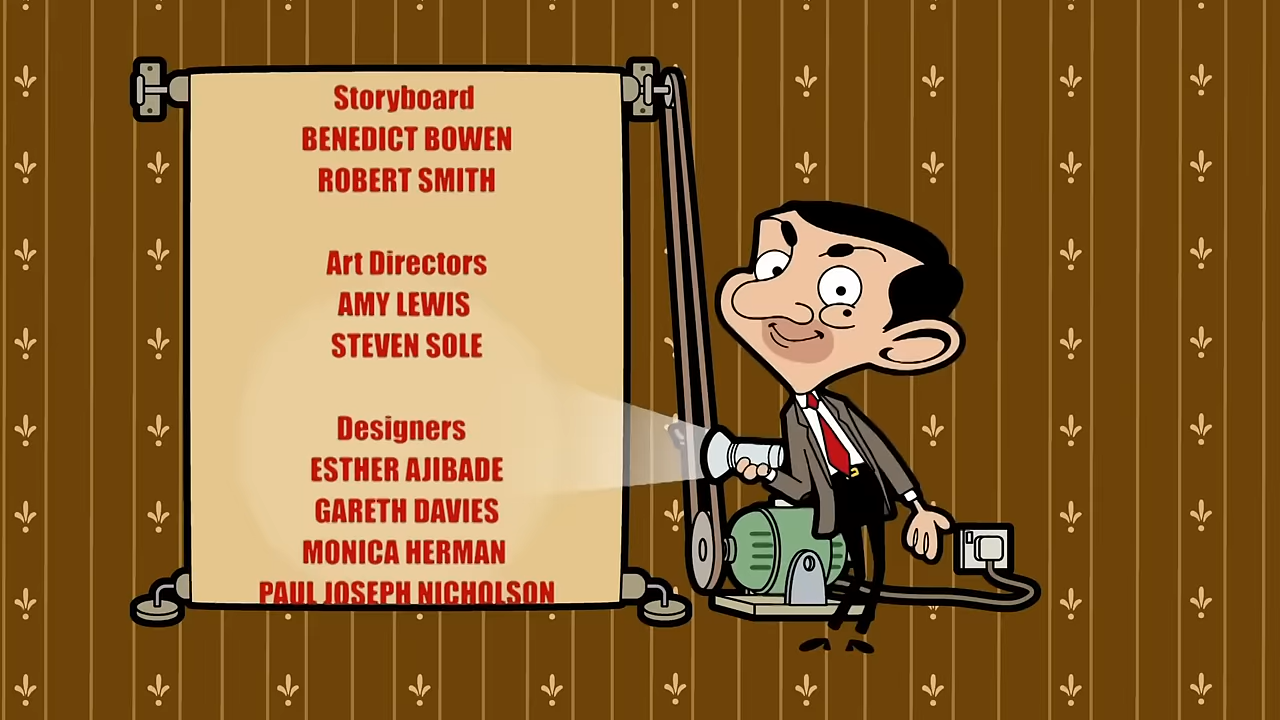 Storyboard
BENEDICT BOWEN
ROBERT SMITH
Art Directors
AMY LEWIS
STEVEN SOLE
Designers
ESTHER AJIBADE
GARETH DAVIES
MONICA HERMAN
PAUL JOSEPH NICHOLSON